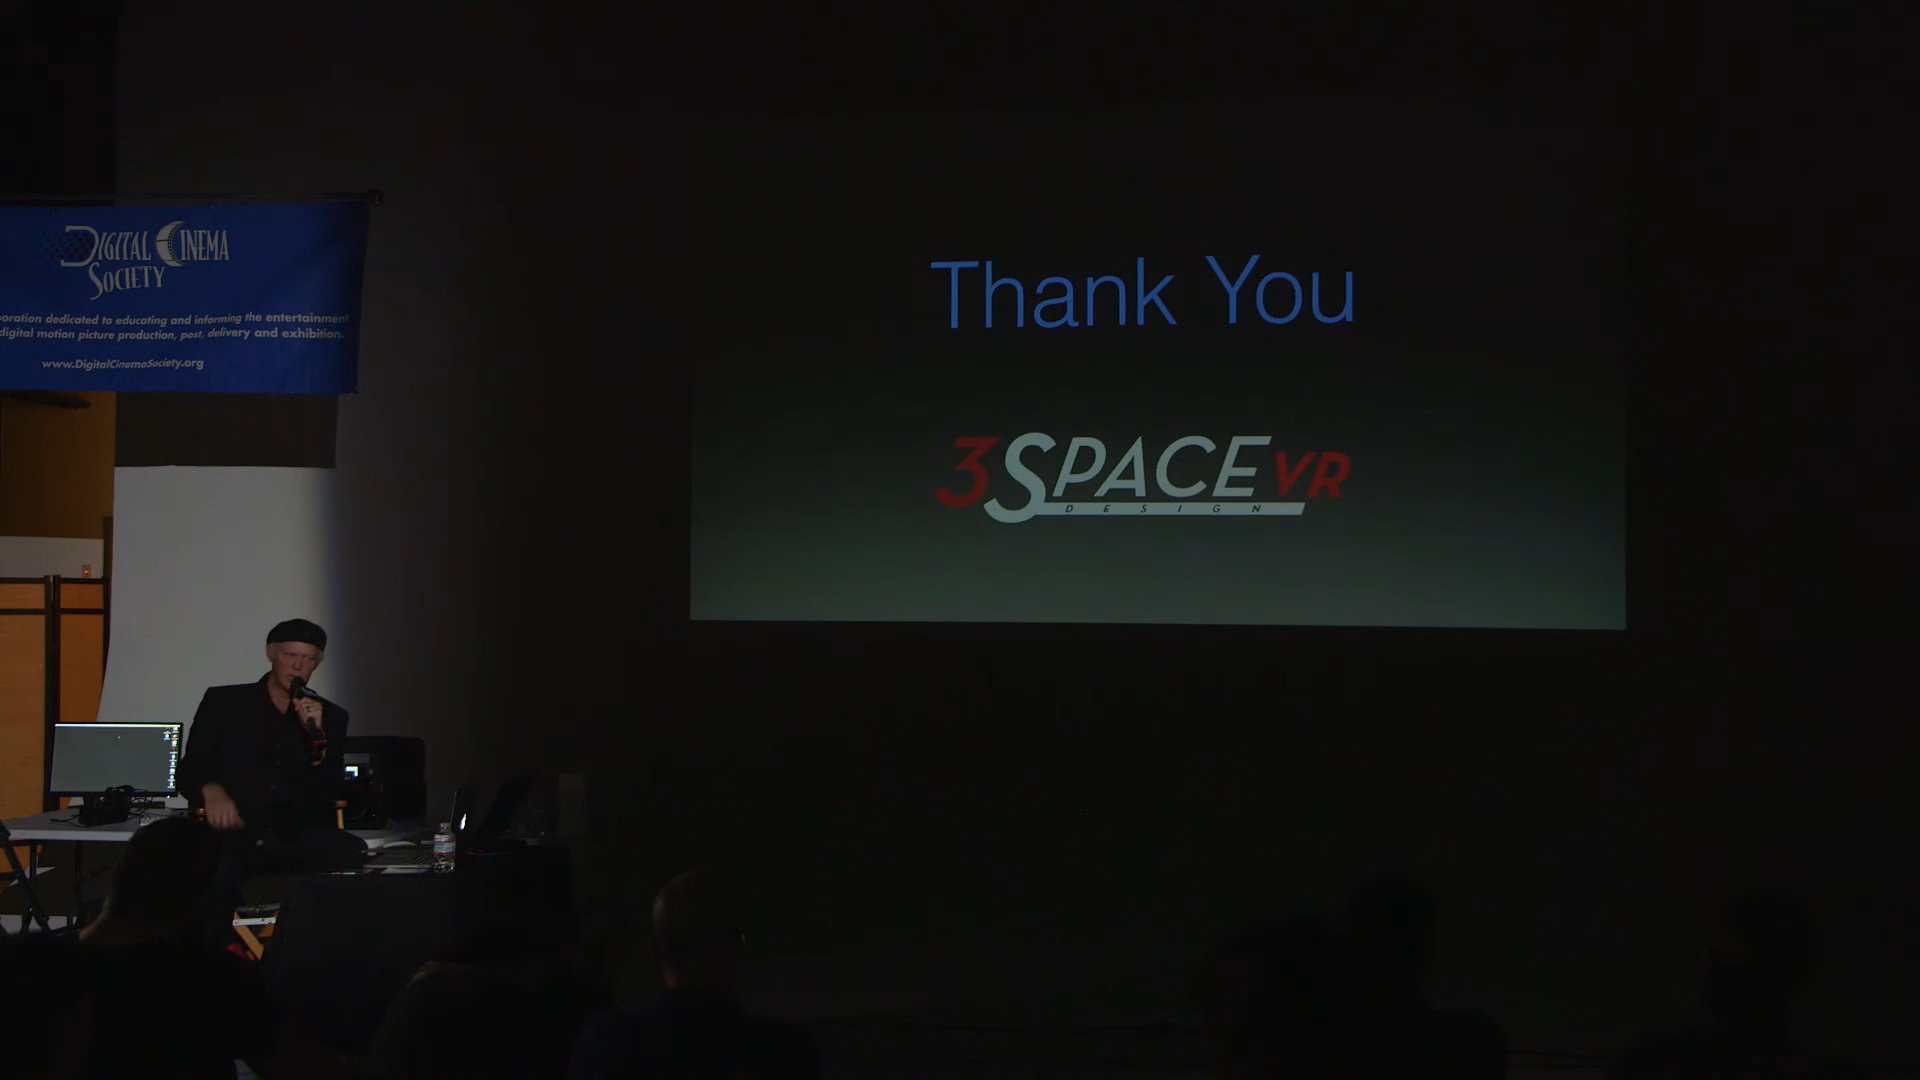 DIGITAL CINEMA
SOCIETY
oration dedicated to educating and informing the entertainment
digital motion picture production, post, delivery and exhibition.
www.DigitalCinemaSociety.org
Thank You
3SPACE VR
DESIGN